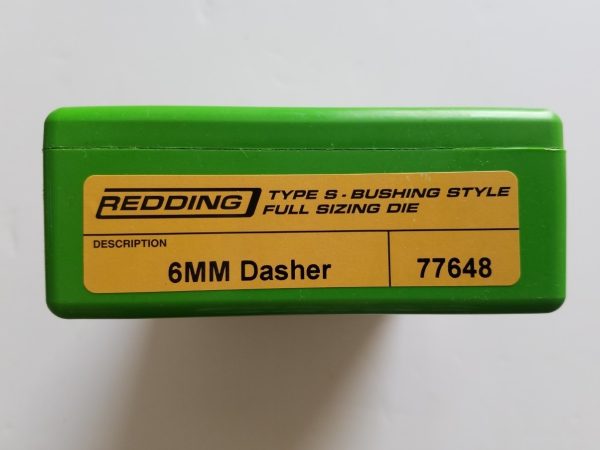 REDDING TYPE S - BUSHING STYLE
FULL SIZING DIE
DESCRIPTION
6MM Dasher 77648